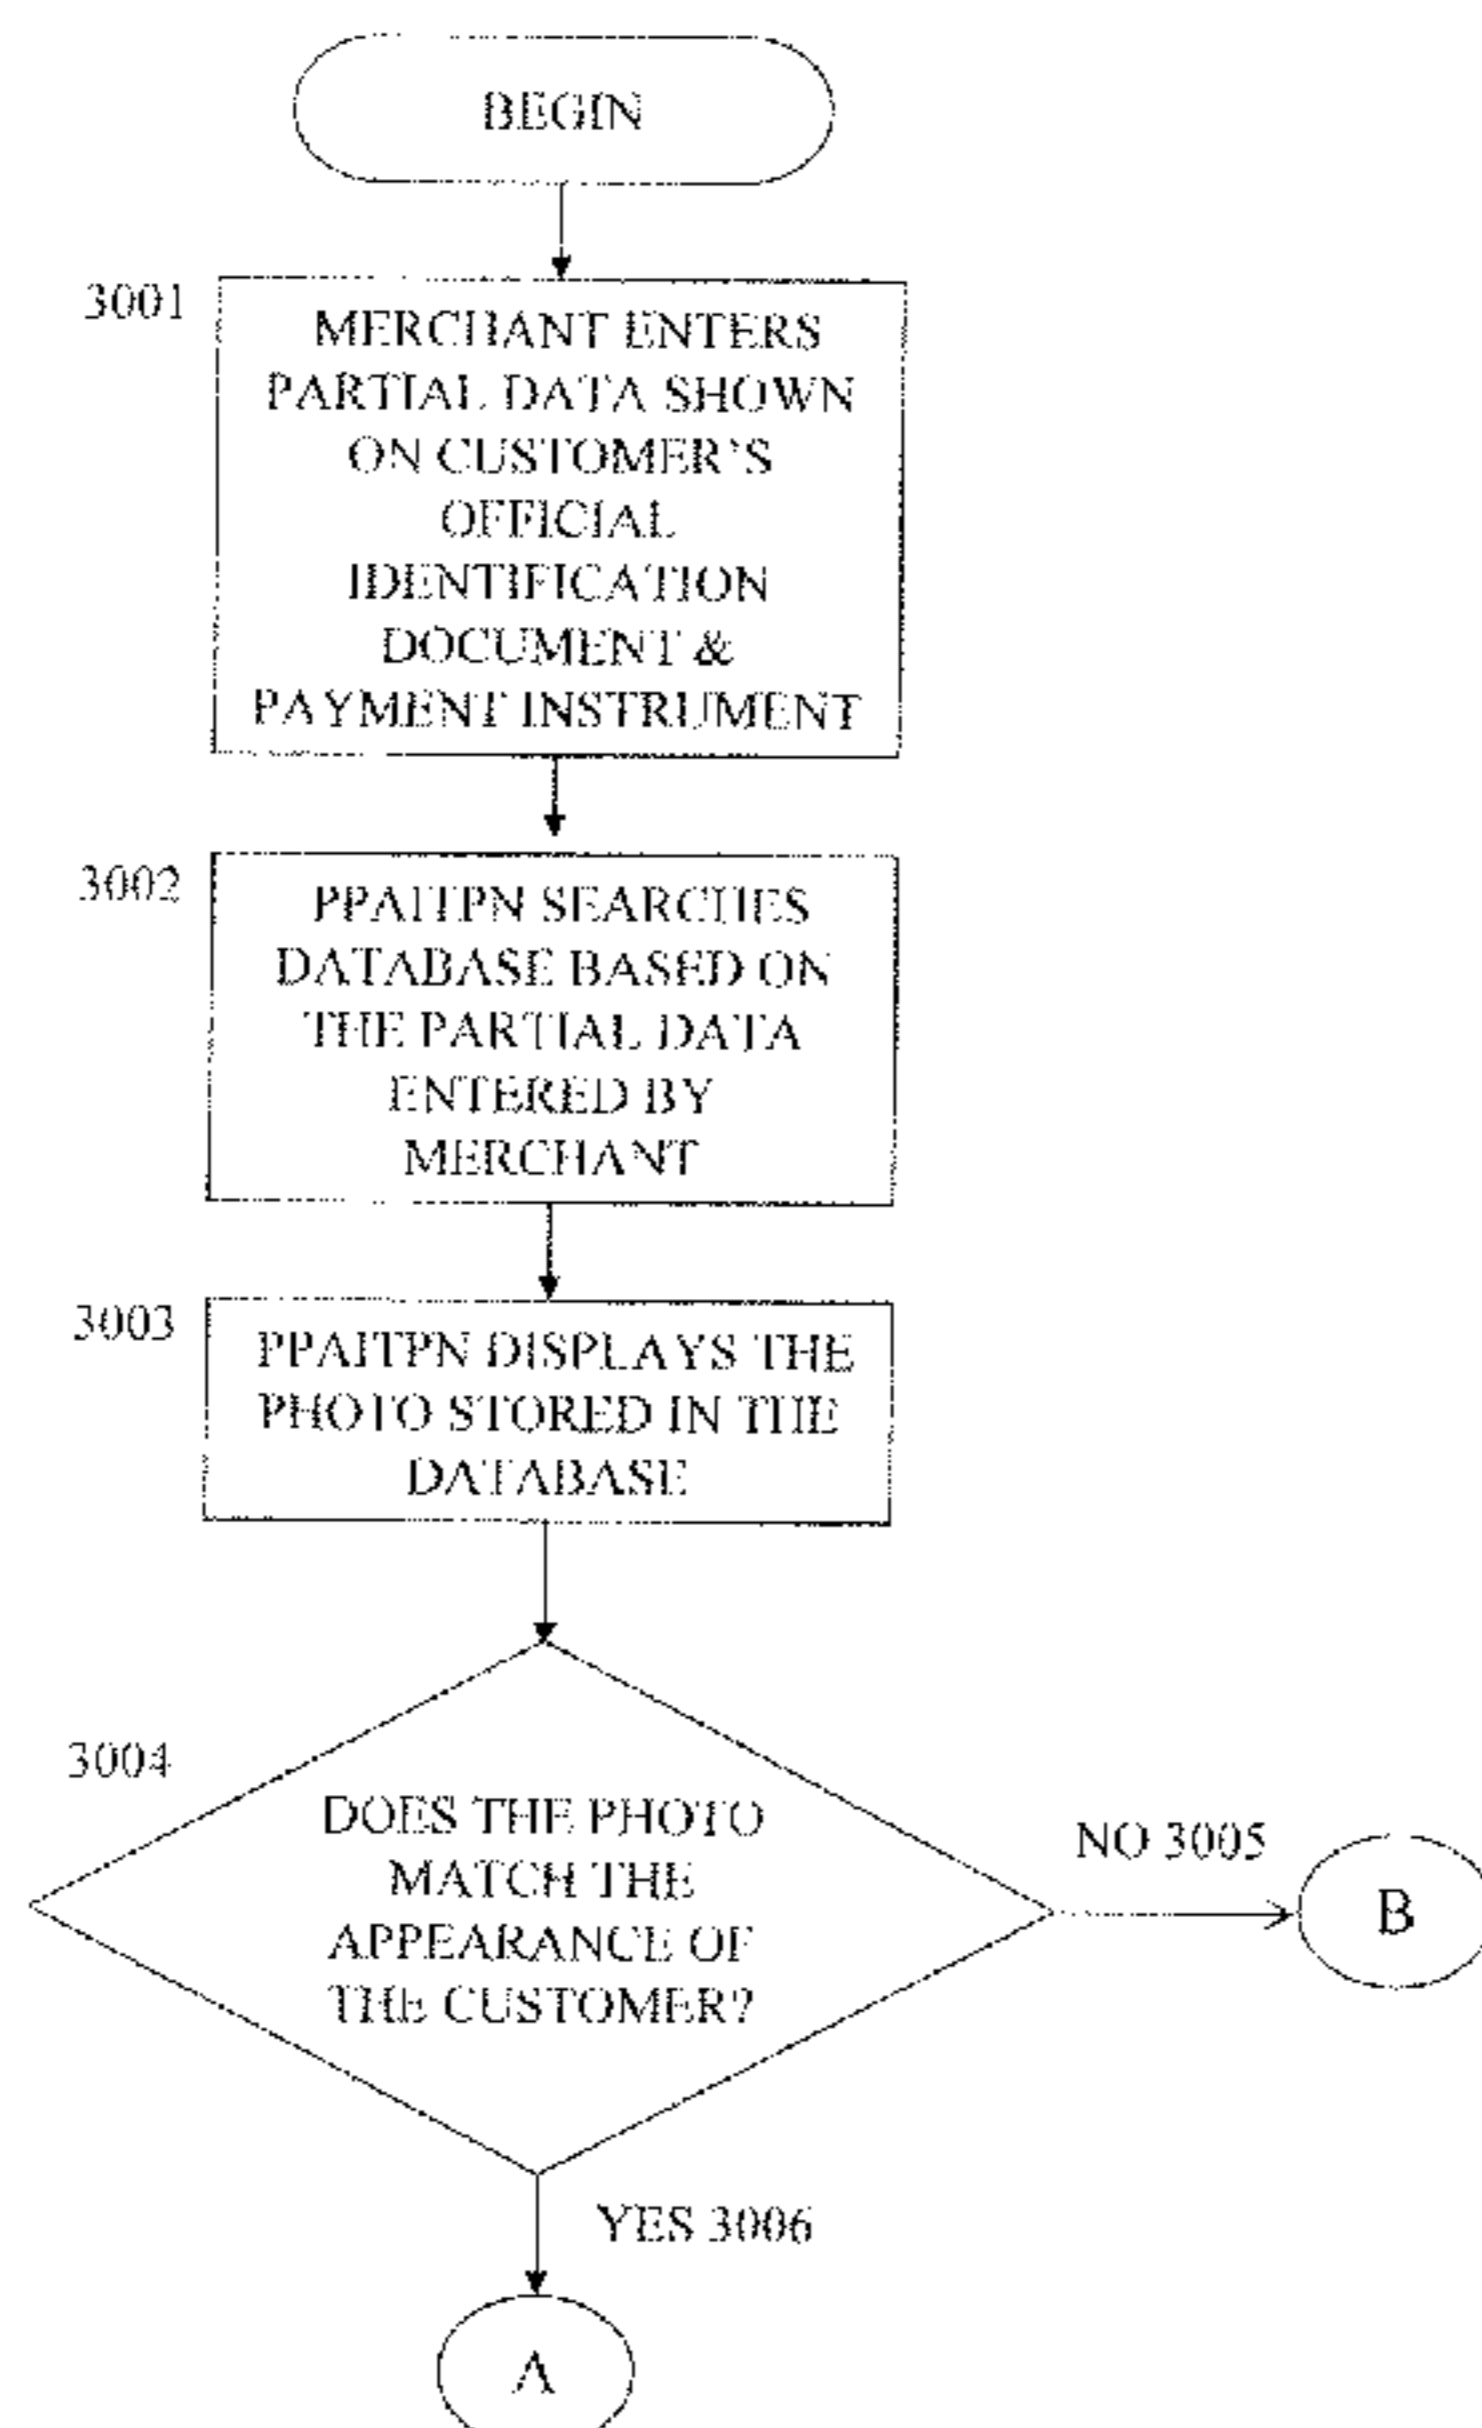 BEGIN
3001
MERCHANT ENTERS
PARTIAL DATA SHOWN
ON CUSTOMER'S
OFFICIAL
IDENTIFICATION
DOCUMENT &
PAYMENT INSTRUMENT
3002
PPAITPN SEARCHES
DATABASE BASED ON
THE PARTIAL DATA
ENTERED BY
MERCHANT
3003
PPAITPN DISPLAYS THE
PHOTO STORED IN THE
DATABASE
3004
DOES THE PHOTO
MATCH THE
APPEARANCE OF
THE CUSTOMER?
NO 3005
B
YES 3006
A